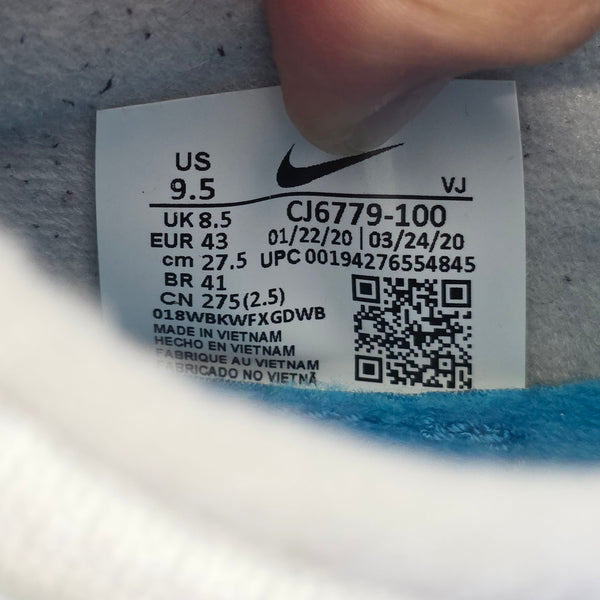 US
9.5
VJ
UK 8.5
CJ6779-100
EUR 43
01/22/20 | 03/24/20
cm 27.5
UPC 00194276554845
BR 41
CN 275(2.5)
018WBKWFXGDWB
MADE IN VIETNAM
HECHO EN VIETNAM
FABRIQUE AU VIETNAM
FABRICADO NO VIETNÃ